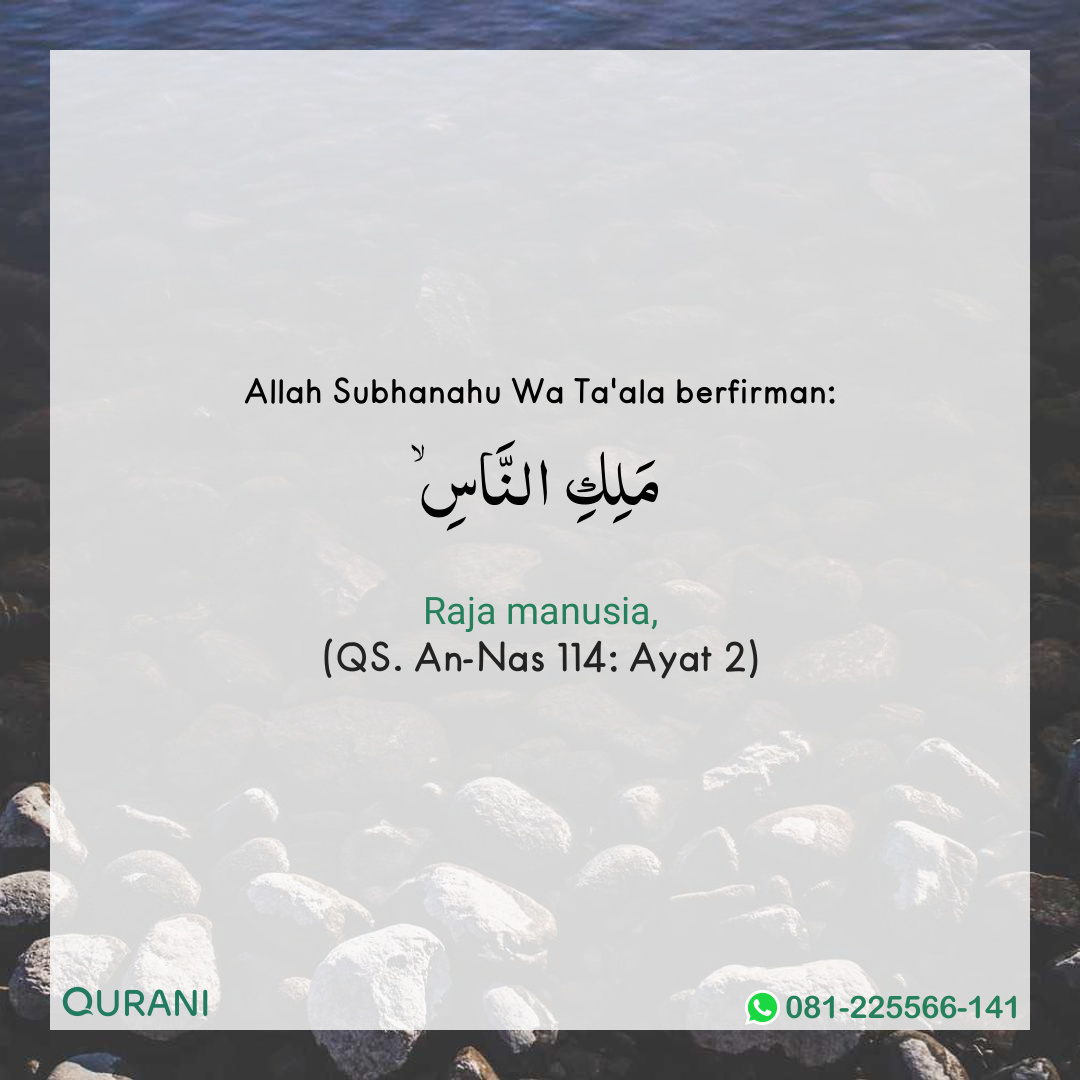 Allah Subhanahu Wa Ta'ala berfirman:
مَلِكِ النَّاسِۙ
Raja manusia,
(QS. An-Nas 114: Ayat 2)
QURANI
081-225566-141